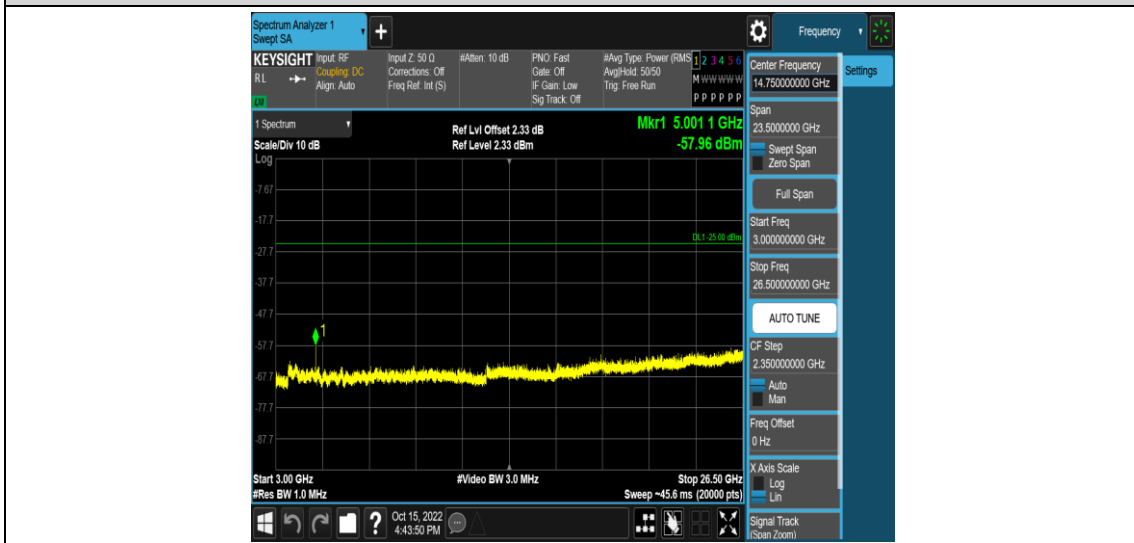 Spectrum Analyzer 1
Swept SA
Frequency
KEYSIGHT
RL
Input: RF
Coupling: DC
Align: Auto
Input Z: 50 Ω
Corrections: Off
Freq Ref: Int (S)
#Atten: 10 dB
PNO: Fast
Gate: Off
IF Gain: Low
Sig Track: Off
#Avg Type: Power (RMS
Avg|Hold: 50/50
Trig: Free Run
1 2 3 4 5 6
M W W W W W
P P P P P P
1 Spectrum
Scale/Div 10 dB
Log
Ref Lvl Offset 2.33 dB
Ref Level 2.33 dBm
Mkr1 5.001 1 GHz
-57.96 dBm
-7.67
-17.7
DL1 -25.00 dBm
-27.7
-37.7
-47.7
1
-57.7
-67.7
-77.7
-87.7
Start 3.00 GHz
#Res BW 1.0 MHz
#Video BW 3.0 MHz
Stop 26.50 GHz
Sweep ~45.6 ms (20000 pts)
Oct 15, 2022
4:43:50 PM
Center Frequency
14.750000000 GHz
Settings
Span
23.5000000 GHz
Swept Span
Zero Span
Full Span
Start Freq
3.000000000 GHz
Stop Freq
26.500000000 GHz
AUTO TUNE
CF Step
2.350000000 GHz
Auto
Man
Freq Offset
0 Hz
X Axis Scale
Log
Lin
Signal Track
(Span Zoom)